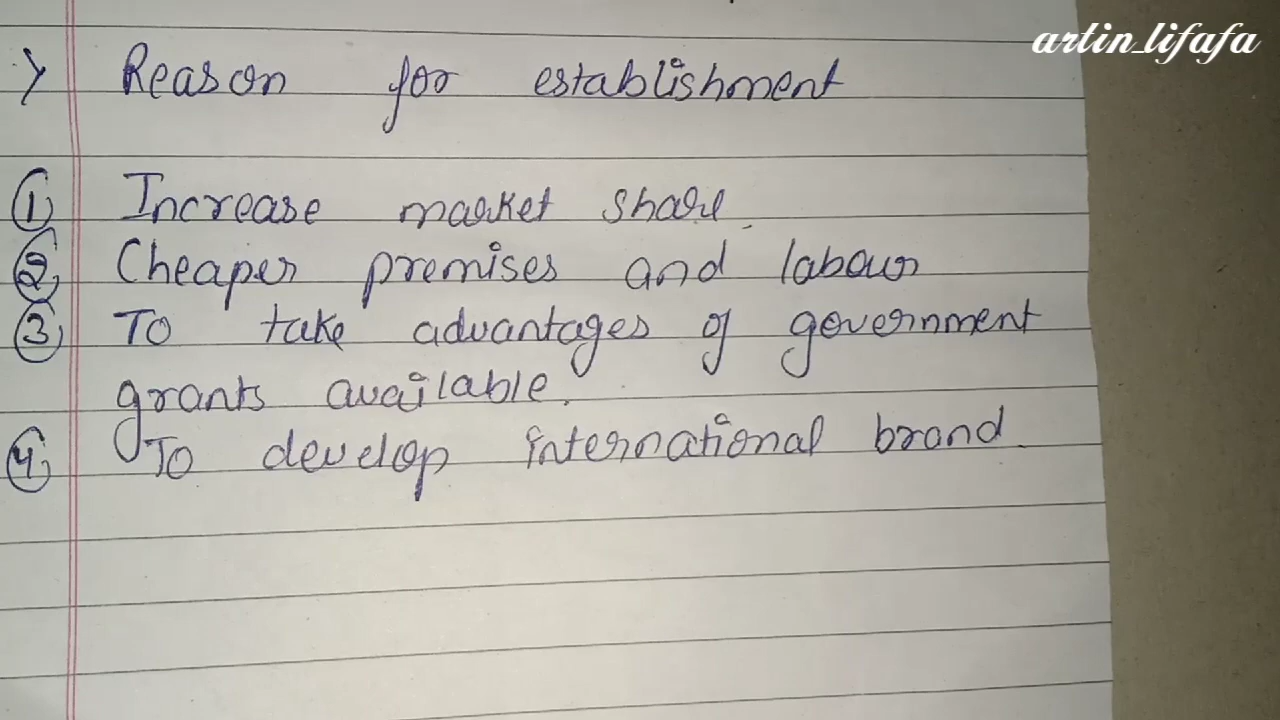 artin_lifafa
> Reason for establishment
① Increase market share.
② Cheaper premises and labour
③ To take advantages of government
grants available.
④ To develop international brand.